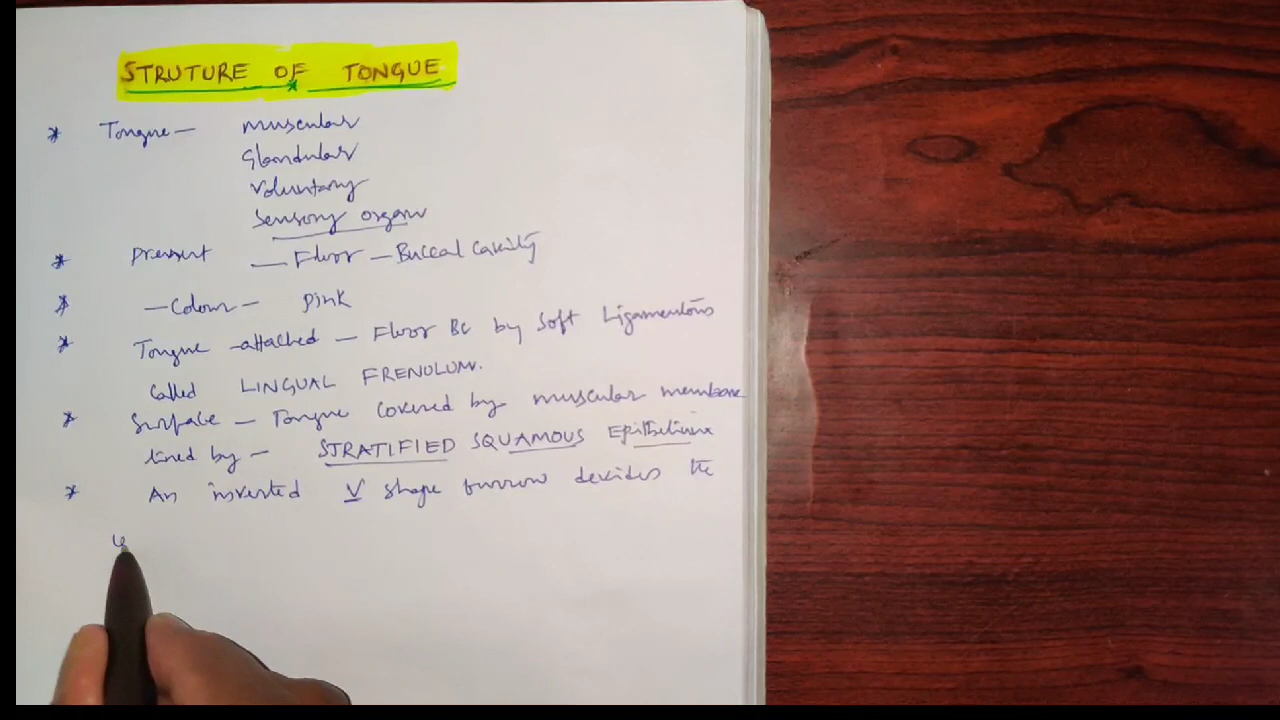 STRUTURE OF TONGUE
* Tongue — muscular
Glandular
Voluntary
Sensory organ
* present — Floor — Buccal cavity
* — Colour — pink
* Tongue — attached — Floor BC by Soft Ligamentous
called LINGUAL FRENULUM.
* Surface — Tongue covered by muscular membrane
lined by — STRATIFIED SQUAMOUS Epithelium
* An inverted V shape furrow devides the